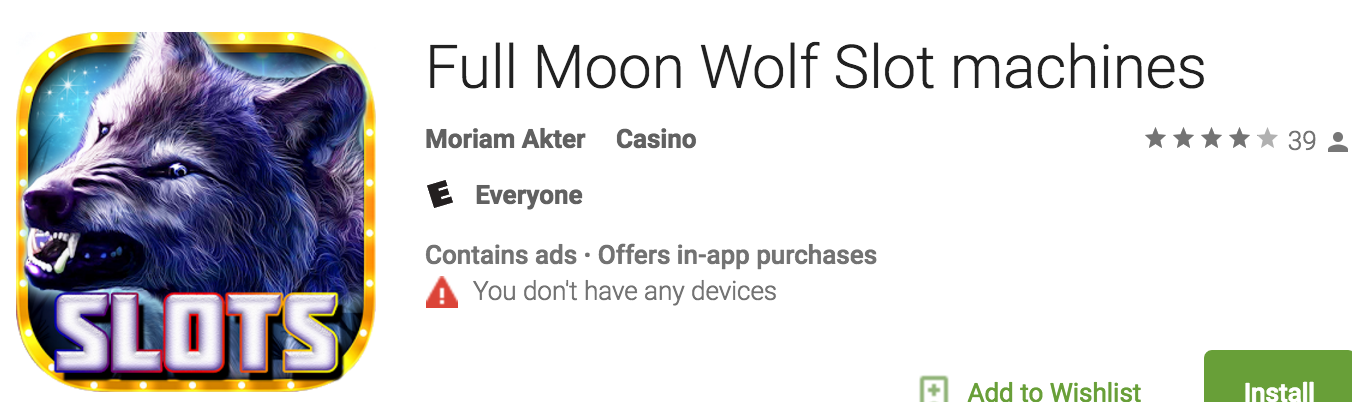 SLOTS
Full Moon Wolf Slot machines
Moriam Akter Casino
39
E Everyone
Contains ads · Offers in-app purchases
You don't have any devices
Add to Wishlist
Install